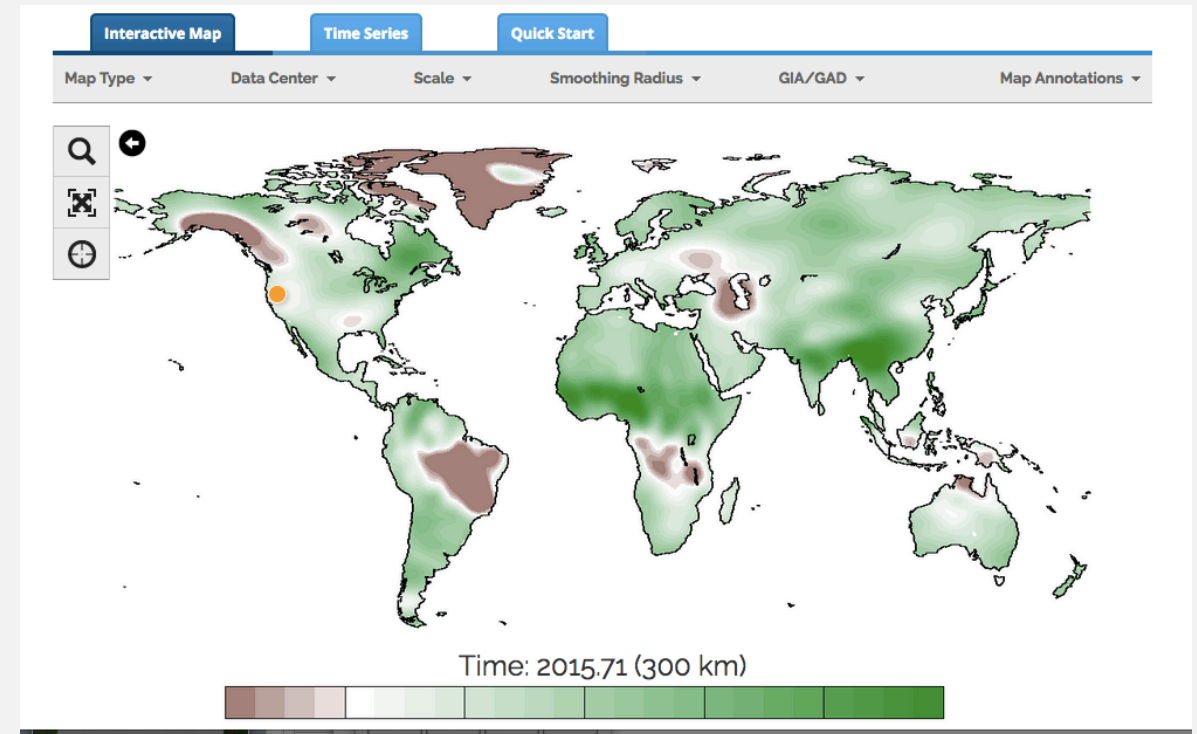 Interactive Map Time Series Quick Start
Map Type Data Center Scale Smoothing Radius GIA/GAD Map Annotations
Time: 2015.71 (300 km)